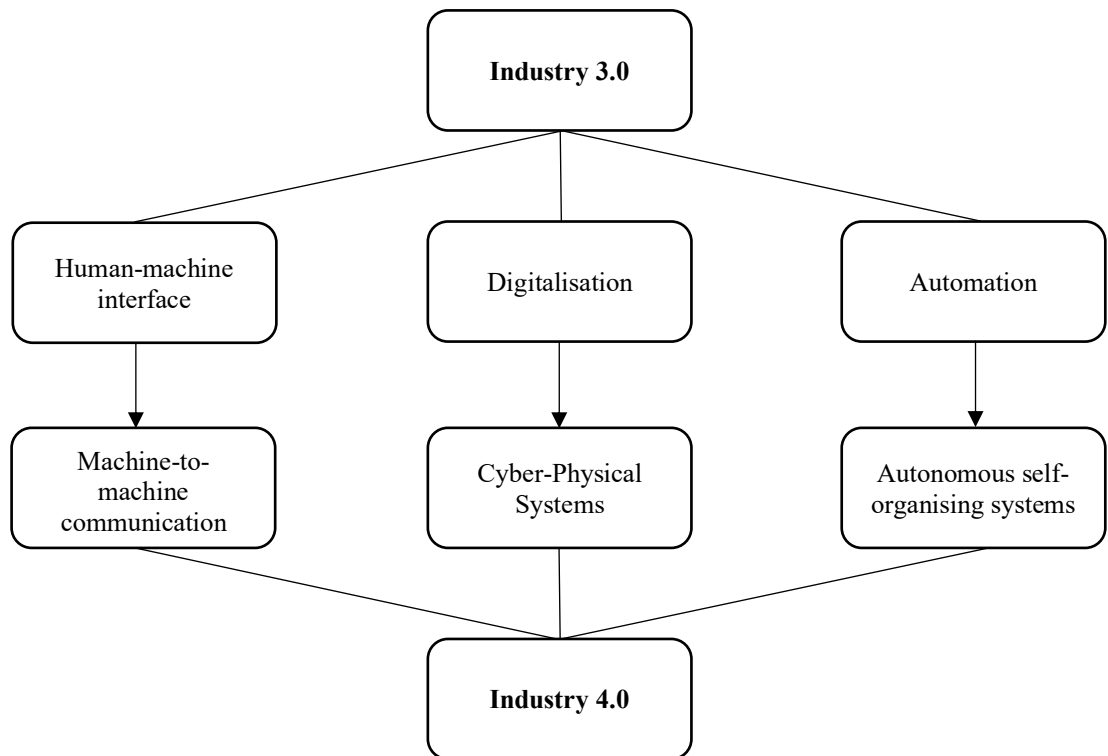 Industry 3.0
Human-machine
interface
Digitalisation
Automation
Machine-to-
machine
communication
Cyber-Physical
Systems
Autonomous self-
organising systems
Industry 4.0